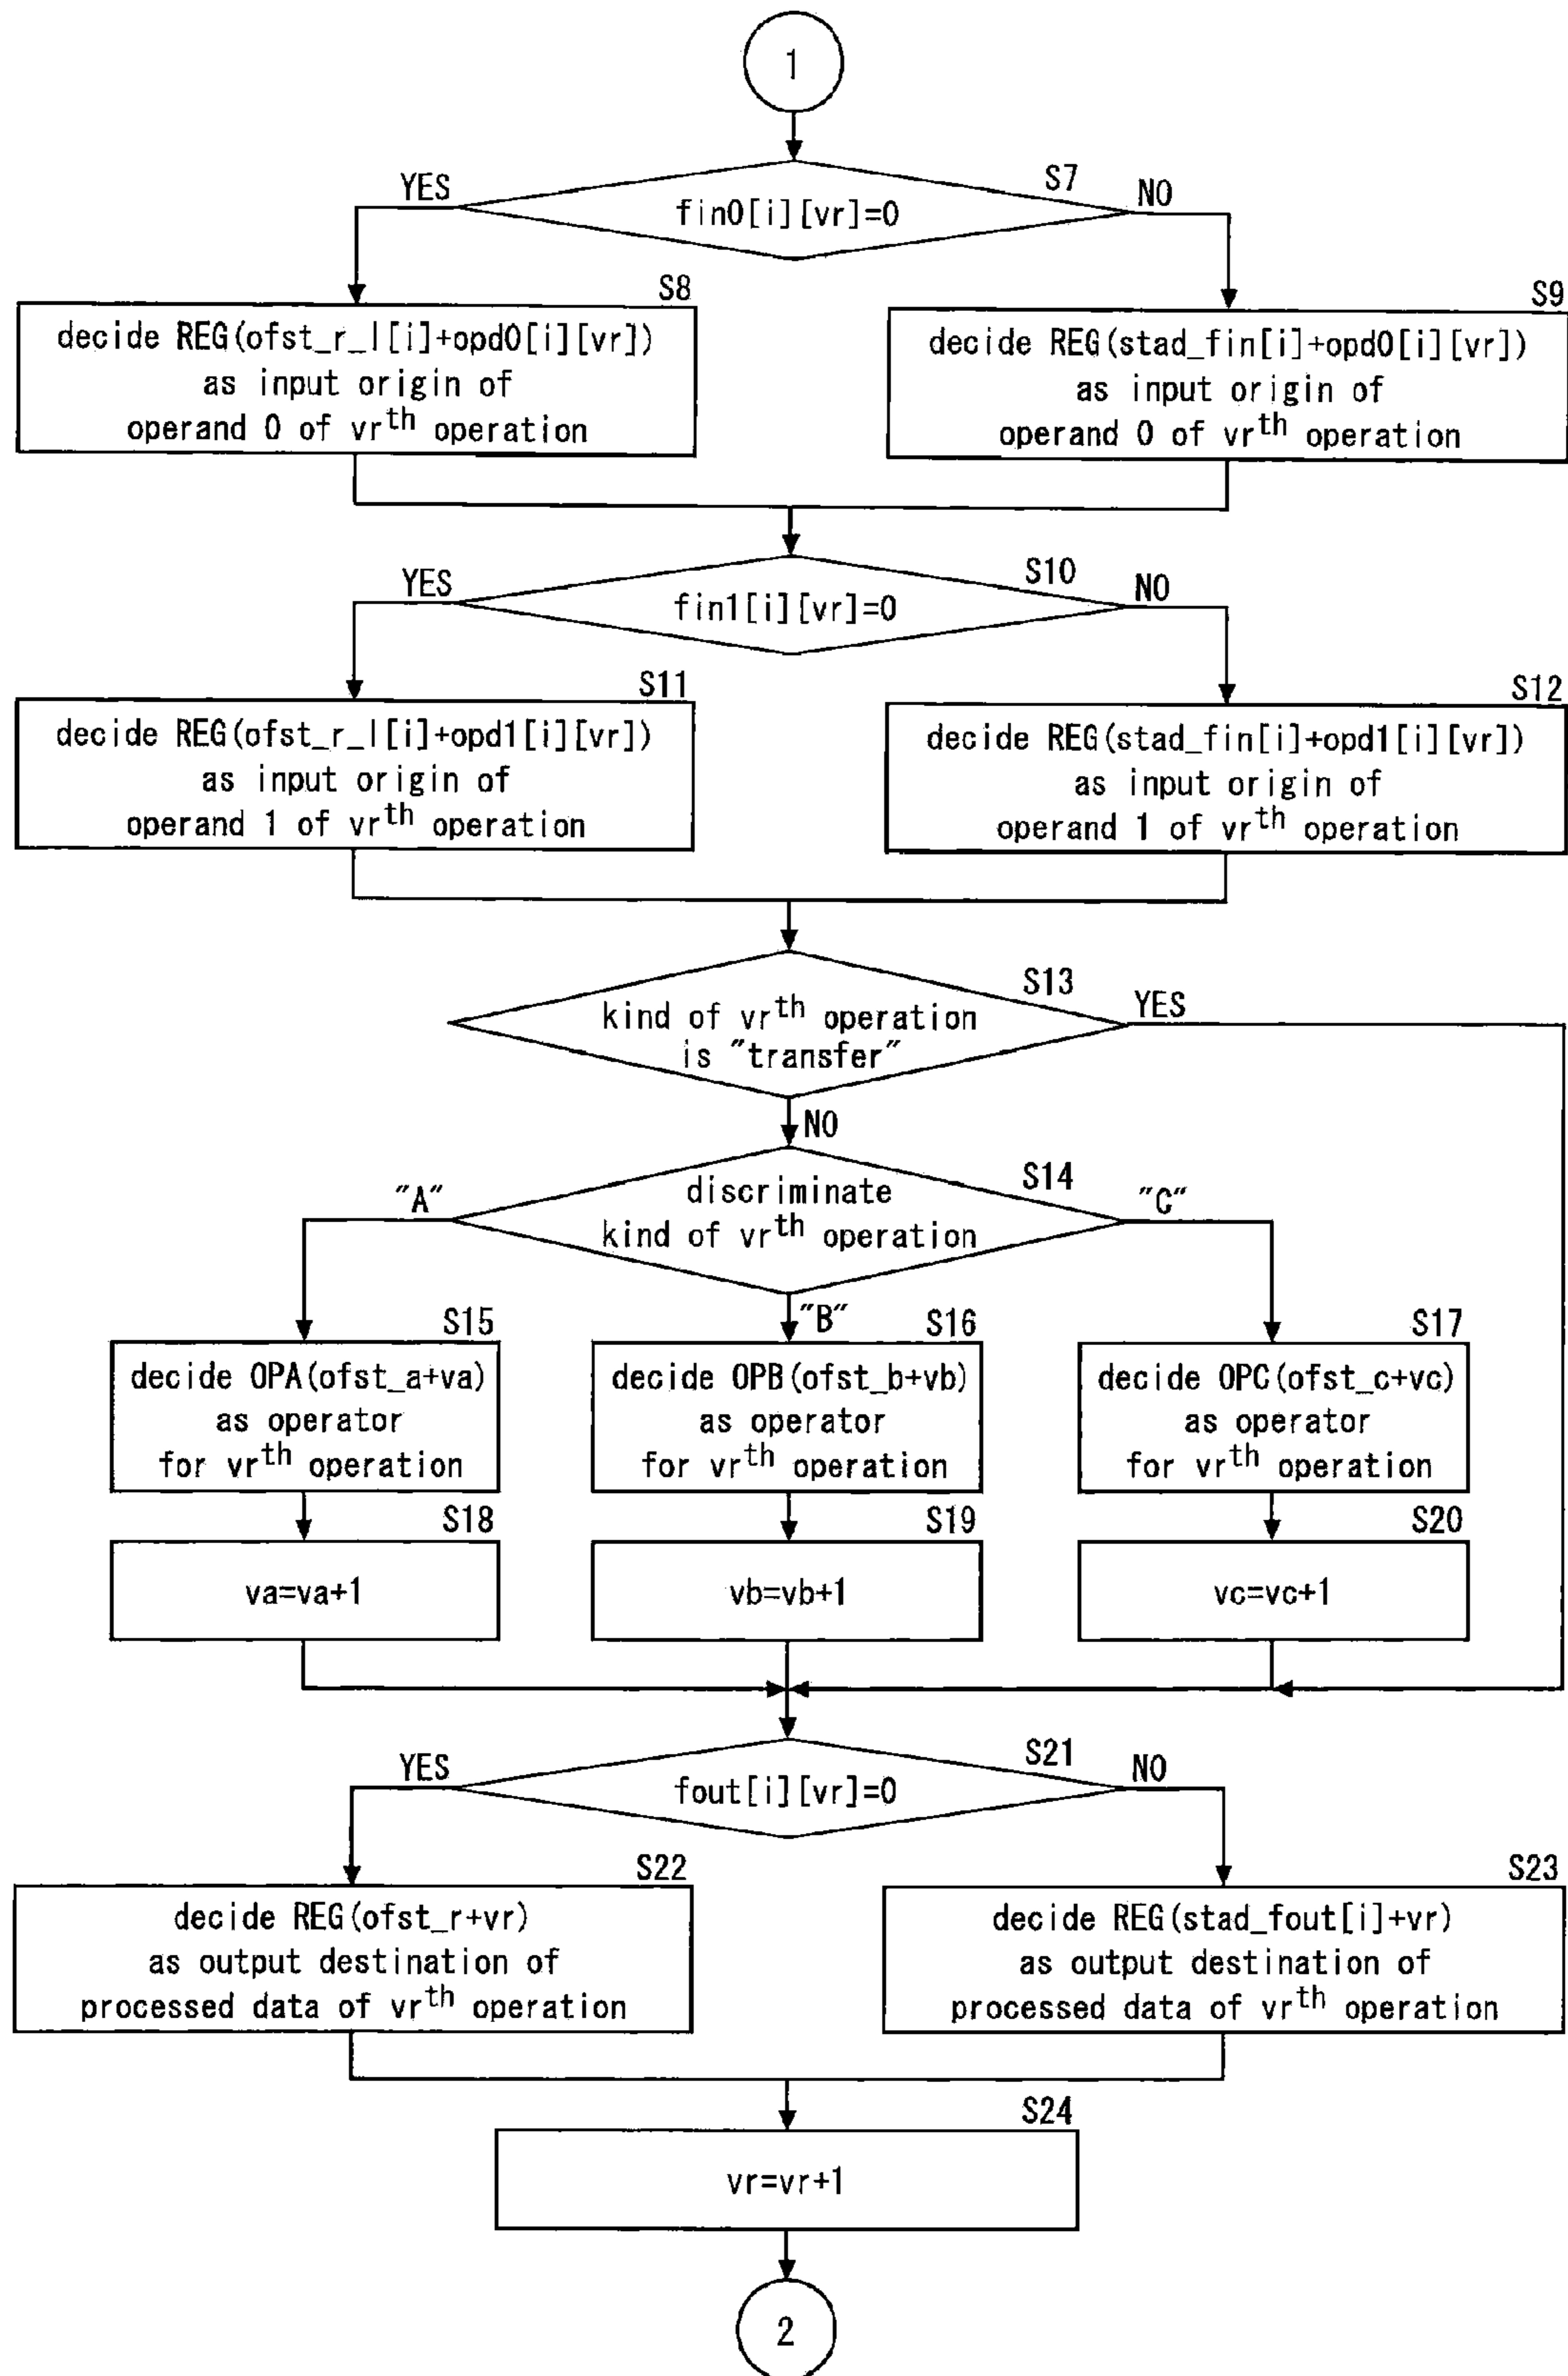 1
S7
YES
NO
fin0[i][vr]=0
S8
decide REG(ofst_r_l[i]+opd0[i][vr])
as input origin of
operand 0 of vrth operation
S9
decide REG(stad_fin[i]+opd0[i][vr])
as input origin of
operand 0 of vrth operation
S10
YES
NO
fin1[i][vr]=0
S11
decide REG(ofst_r_l[i]+opd1[i][vr])
as input origin of
operand 1 of vrth operation
S12
decide REG(stad_fin[i]+opd1[i][vr])
as input origin of
operand 1 of vrth operation
S13
YES
kind of vrth operation
is "transfer"
NO
S14
"A"
"C"
discriminate
kind of vrth operation
"B"
S15
decide OPA(ofst_a+va)
as operator
for vrth operation
S16
decide OPB(ofst_b+vb)
as operator
for vrth operation
S17
decide OPC(ofst_c+vc)
as operator
for vrth operation
S18
va=va+1
S19
vb=vb+1
S20
vc=vc+1
S21
YES
NO
fout[i][vr]=0
S22
decide REG(ofst_r+vr)
as output destination of
processed data of vrth operation
S23
decide REG(stad_fout[i]+vr)
as output destination of
processed data of vrth operation
S24
vr=vr+1
2